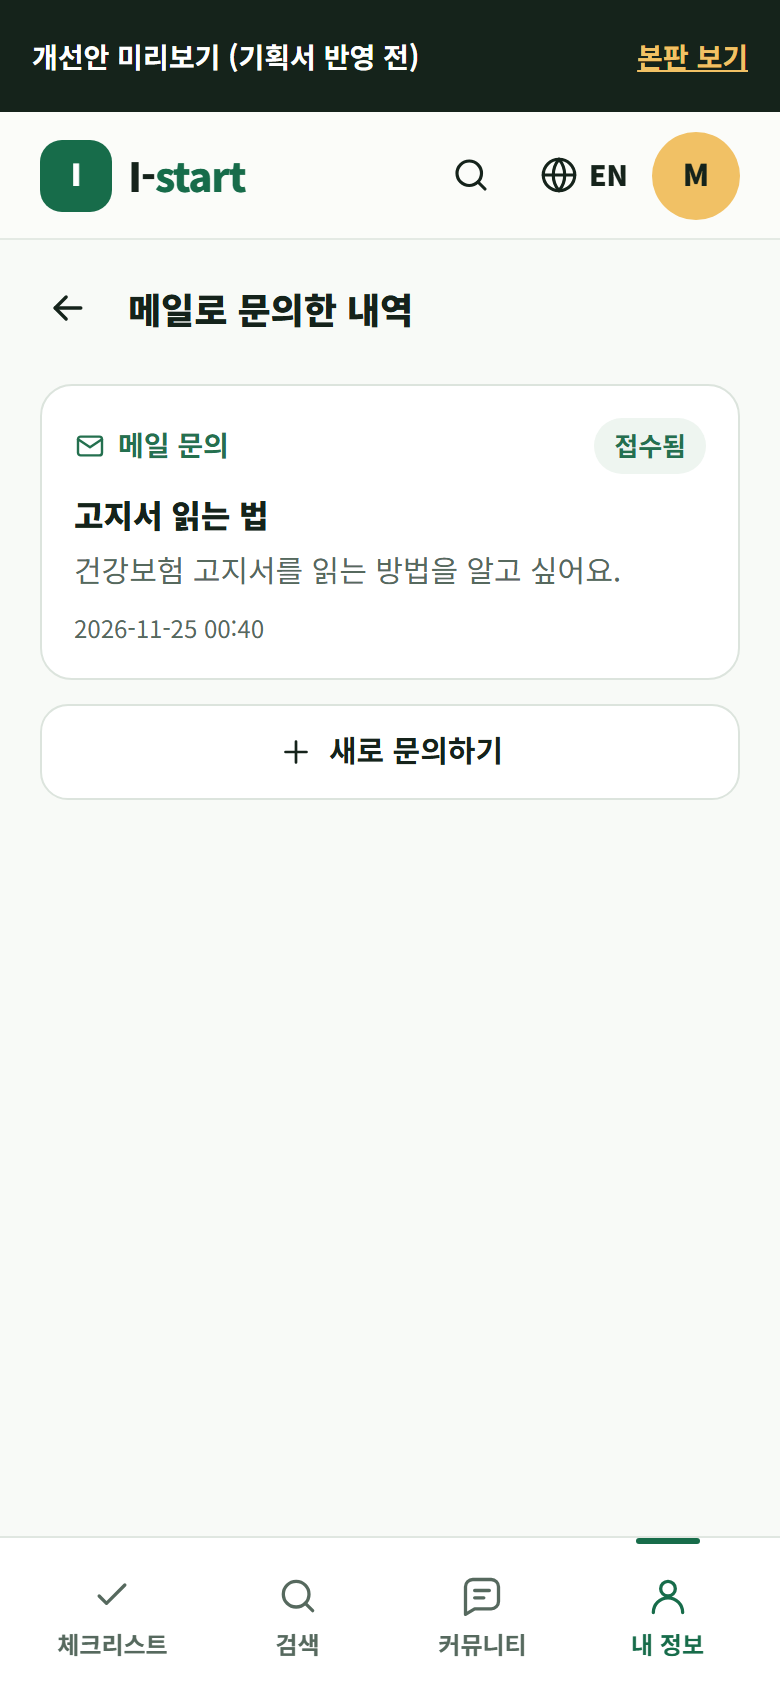 개선안 미리보기 (기획서 반영 전) 본판 보기
I I-start EN M
메일로 문의한 내역
메일 문의 접수됨
고지서 읽는 법
건강보험 고지서를 읽는 방법을 알고 싶어요.
2026-11-25 00:40
새로 문의하기
체크리스트 검색 커뮤니티 내 정보